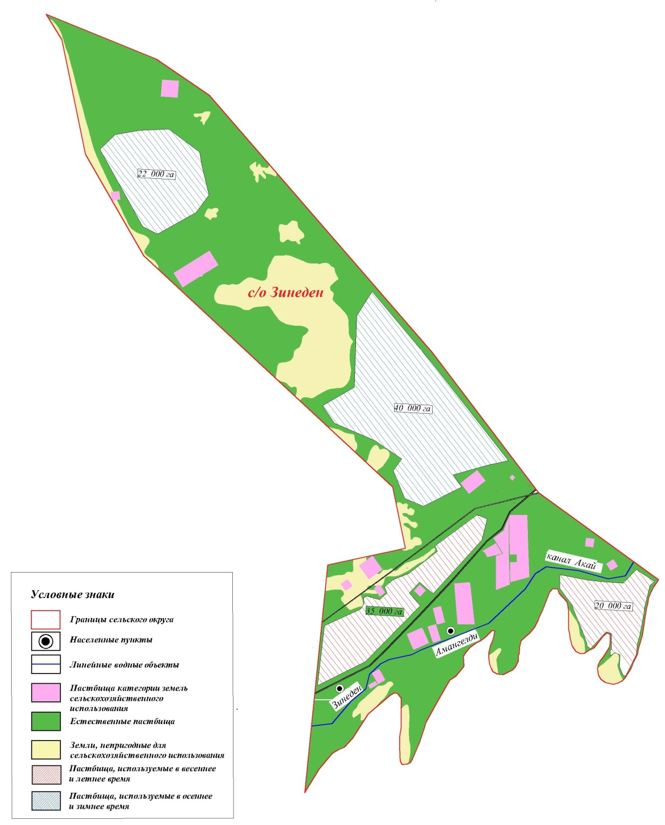 22 000 га
с/о Зинеден
40 000 га
канал Акай
20 000 га
35 000 га
Амангелди
Зинеден
Условные знаки
Границы сельского округа
Населенные пункты
Линейные водные объекты
Пастбища категории земель
сельскохозяйственного
использования
Естественные пастбища
Земли, непригодные для
сельскохозяйственного использования
Пастбища, используемые в весеннее
и летнее время
Пастбища, используемые в осеннее
и зимнее время